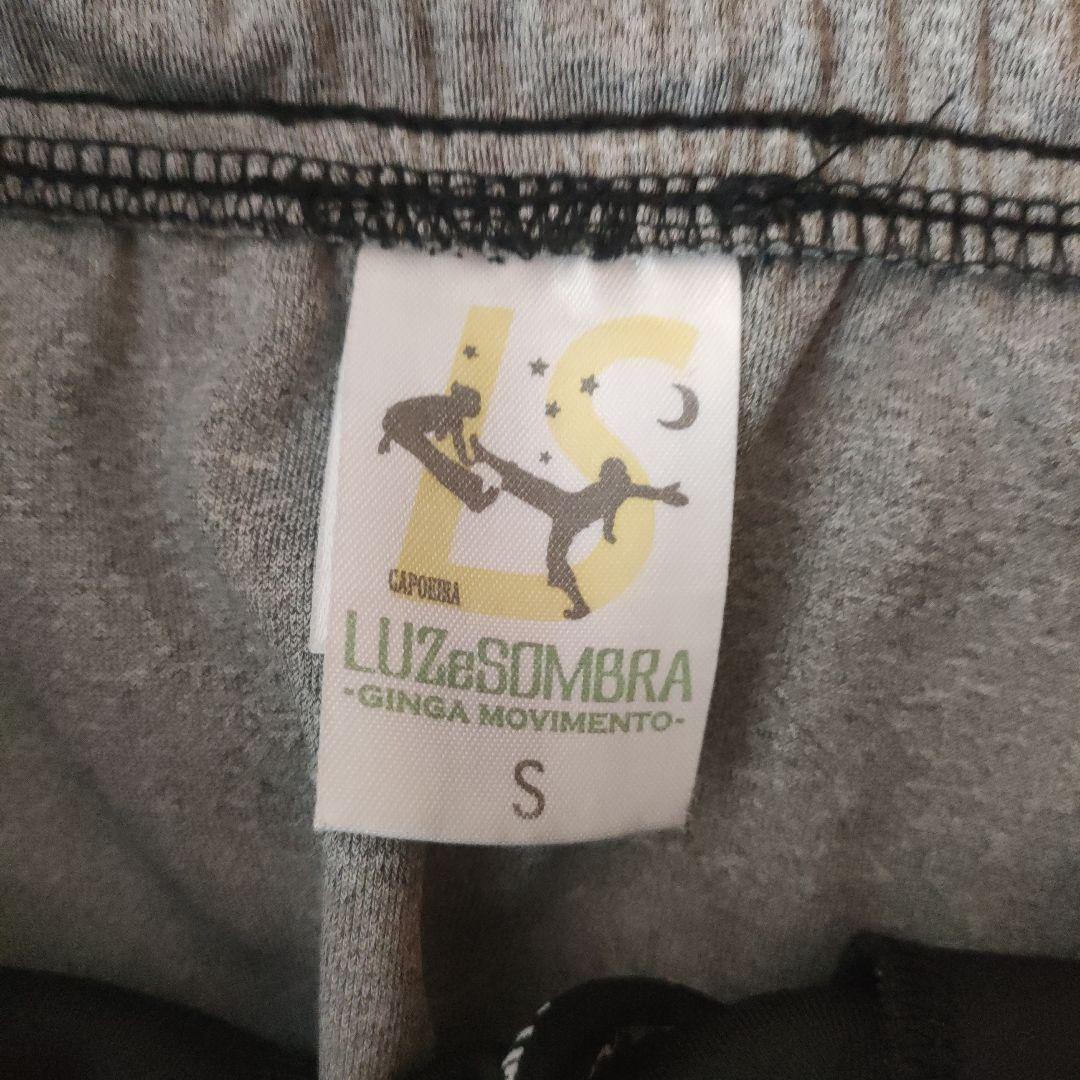 LS
CAPOEIRA
LUZeSOMBRA
-GINGA MOVIMENTO-
S